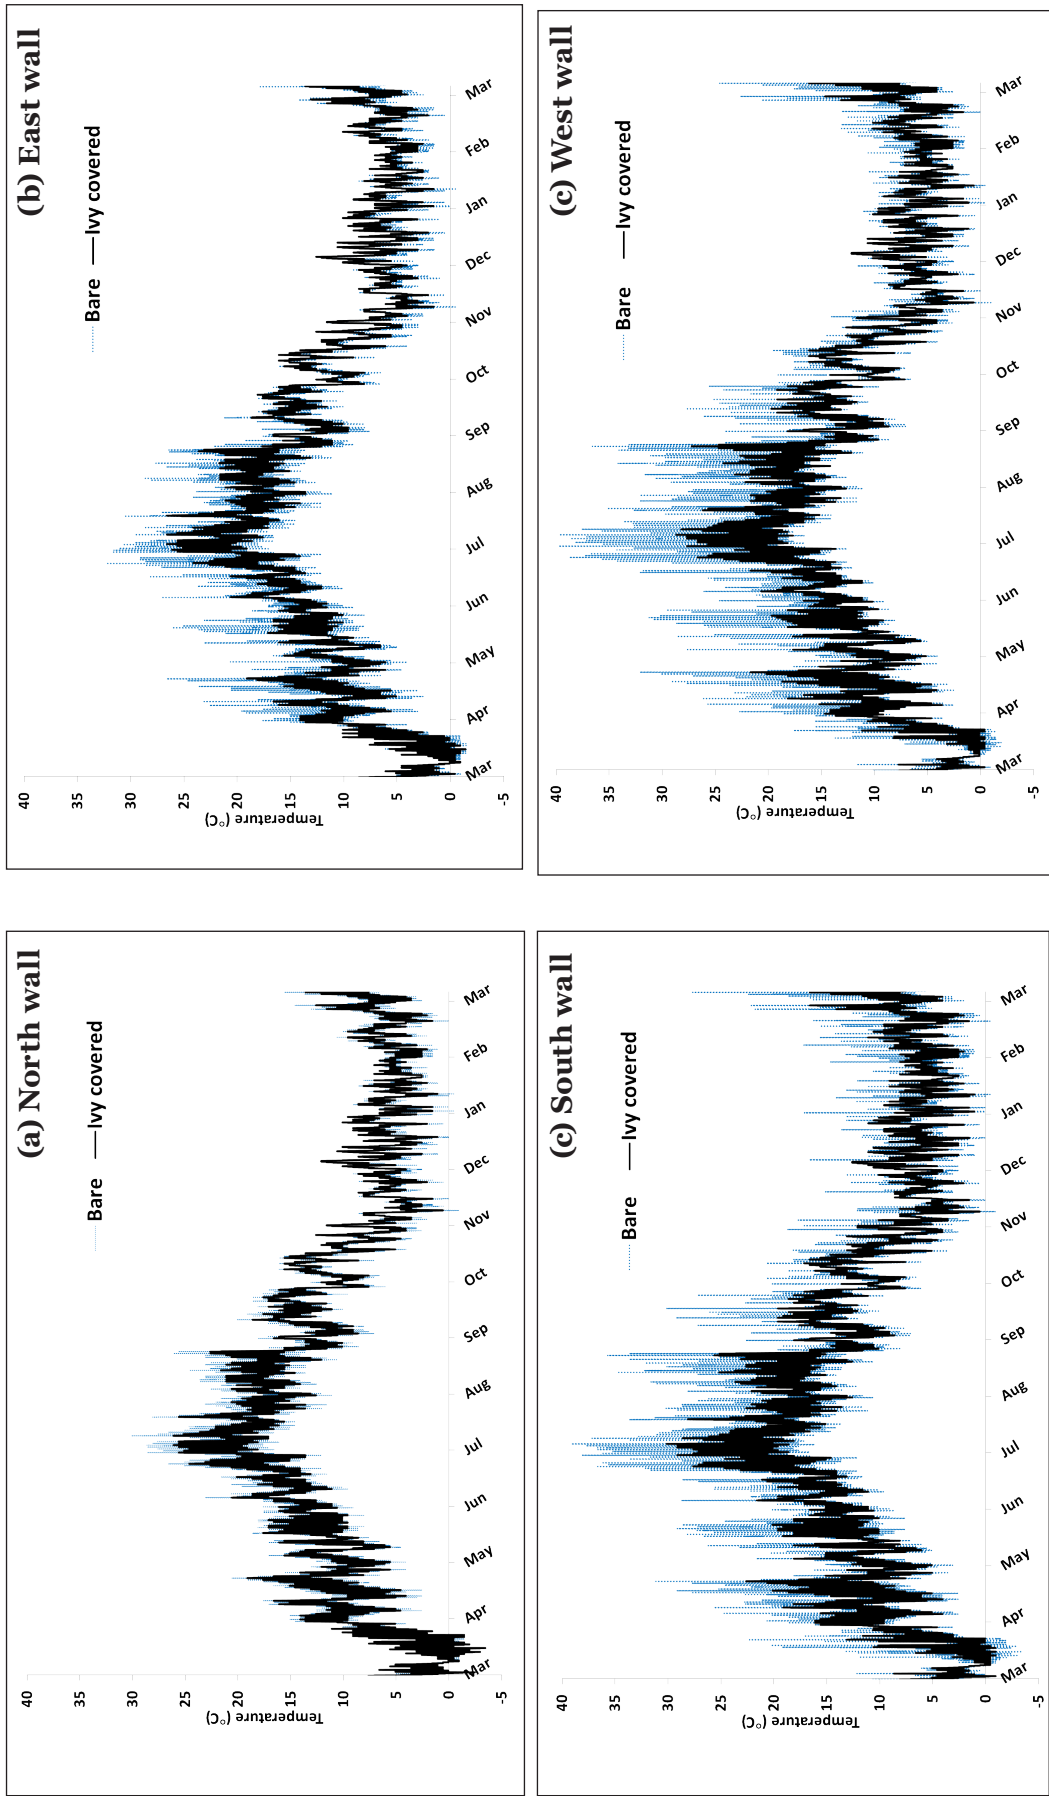 (a) North wall
Bare
Ivy covered
Temperature (°C)
40
35
30
25
20
15
10
5
0
-5
Mar
Apr
May
Jun
Jul
Aug
Sep
Oct
Nov
Dec
Jan
Feb
Mar
(b) East wall
Bare
Ivy covered
Temperature (°C)
40
35
30
25
20
15
10
5
0
-5
Mar
Apr
May
Jun
Jul
Aug
Sep
Oct
Nov
Dec
Jan
Feb
Mar
(c) South wall
Bare
Ivy covered
Temperature (°C)
40
35
30
25
20
15
10
5
0
-5
Mar
Apr
May
Jun
Jul
Aug
Sep
Oct
Nov
Dec
Jan
Feb
Mar
(c) West wall
Bare
Ivy covered
Temperature (°C)
40
35
30
25
20
15
10
5
0
-5
Mar
Apr
May
Jun
Jul
Aug
Sep
Oct
Nov
Dec
Jan
Feb
Mar